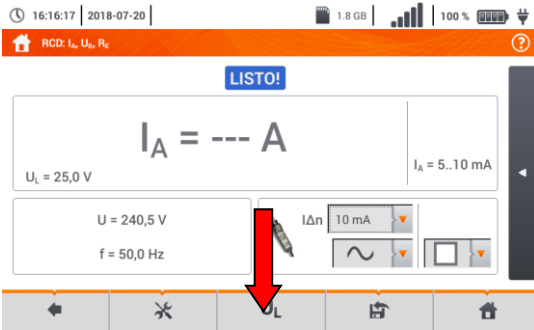 16:16:17 2018-07-20 1.8 GB 100 %
RCD: IA, UB, RE ?
LISTO!
IA = --- A
UL = 25,0 V
IA = 5..10 mA
U = 240,5 V
f = 50,0 Hz
IΔn 10 mA
UL